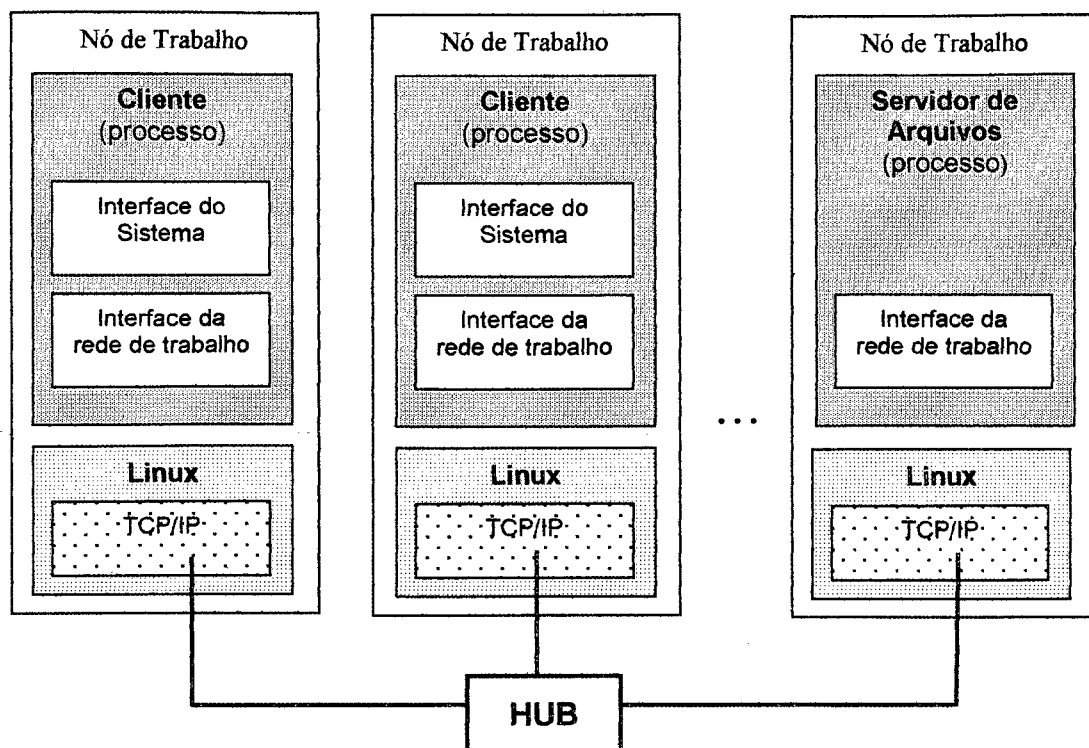 Nó de Trabalho
Cliente
(processo)
Interface do
Sistema
Interface da
rede de trabalho
Linux
TCP/IP
Nó de Trabalho
Cliente
(processo)
Interface do
Sistema
Interface da
rede de trabalho
Linux
TCP/IP
...
Nó de Trabalho
Servidor de
Arquivos
(processo)
Interface da
rede de trabalho
Linux
TCP/IP
HUB